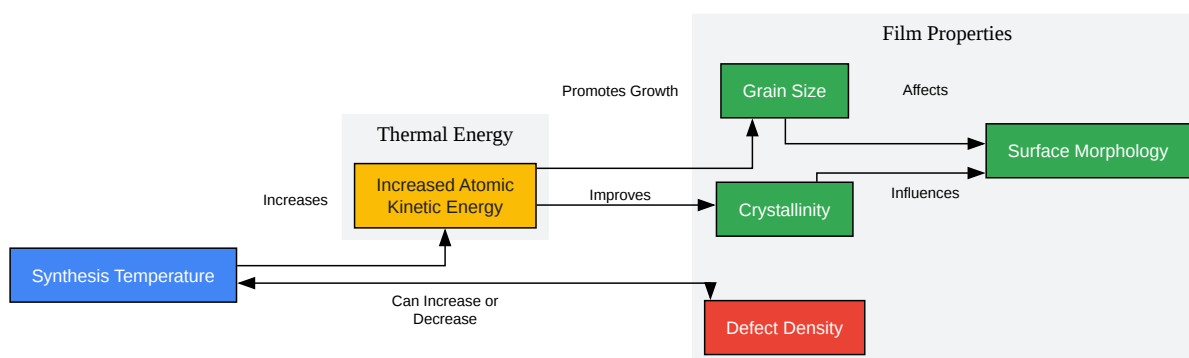 Film Properties
Promotes Growth
Grain Size
Affects
Thermal Energy
Surface Morphology
Increases
Increased Atomic
Kinetic Energy
Improves
Crystallinity
Influences
Synthesis Temperature
Can Increase or
Decrease
Defect Density